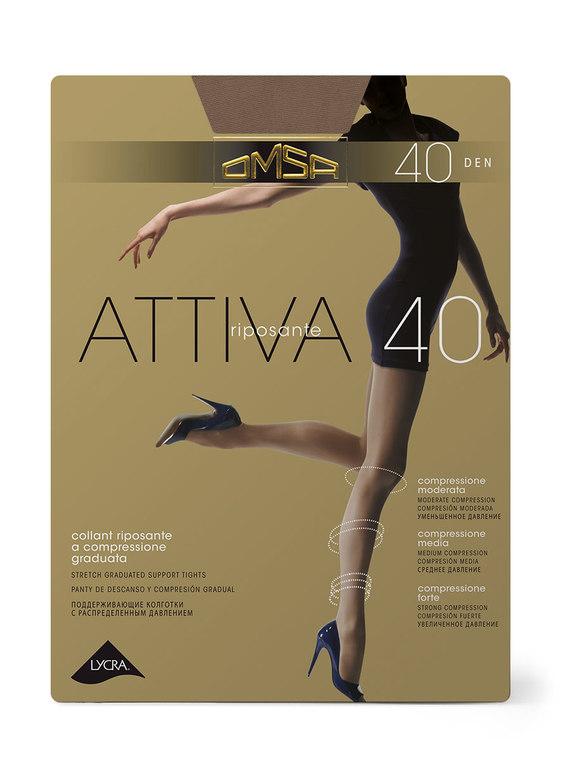 OMSA
40 DEN
ATTIVA 40
riposante
compressione
moderata
MODERATE COMPRESSION
COMPRESIÓN MODERADA
УМЕНЬШЕННОЕ ДАВЛЕНИЕ
compressione
media
MEDIUM COMPRESSION
COMPRESIÓN MEDIA
СРЕДНЕЕ ДАВЛЕНИЕ
compressione
forte
STRONG COMPRESSION
COMPRESIÓN FUERTE
УВЕЛИЧЕННОЕ ДАВЛЕНИЕ
collant riposante
a compressione
graduata
STRETCH GRADUATED SUPPORT TIGHTS
PANTY DE DESCANSO Y COMPRESIÓN GRADUAL
ПОДДЕРЖИВАЮЩИЕ КОЛГОТКИ
С РАСПРЕДЕЛЕННЫМ ДАВЛЕНИЕМ
LYCRA.